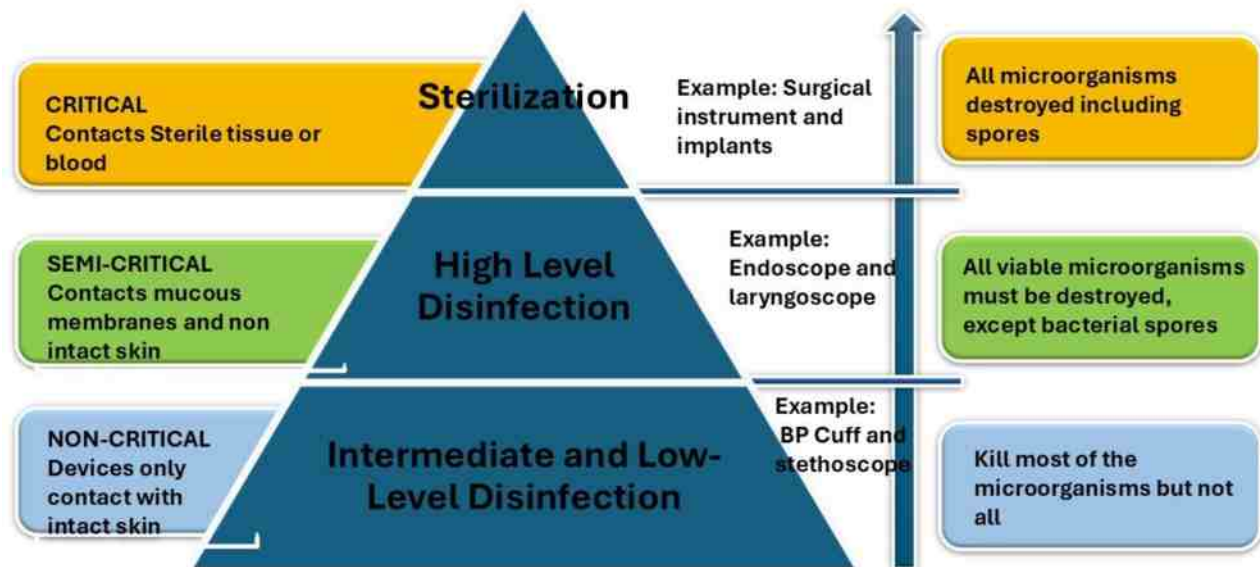 CRITICAL
Contacts Sterile tissue or
blood
Sterilization
Example: Surgical
instrument and
implants
All microorganisms
destroyed including
spores
SEMI-CRITICAL
Contacts mucous
membranes and non
intact skin
High Level
Disinfection
Example:
Endoscope and
laryngoscope
All viable microorganisms
must be destroyed,
except bacterial spores
NON-CRITICAL
Devices only
contact with
intact skin
Intermediate and Low-
Level Disinfection
Example:
BP Cuff and
stethoscope
Kill most of the
microorganisms but not
all